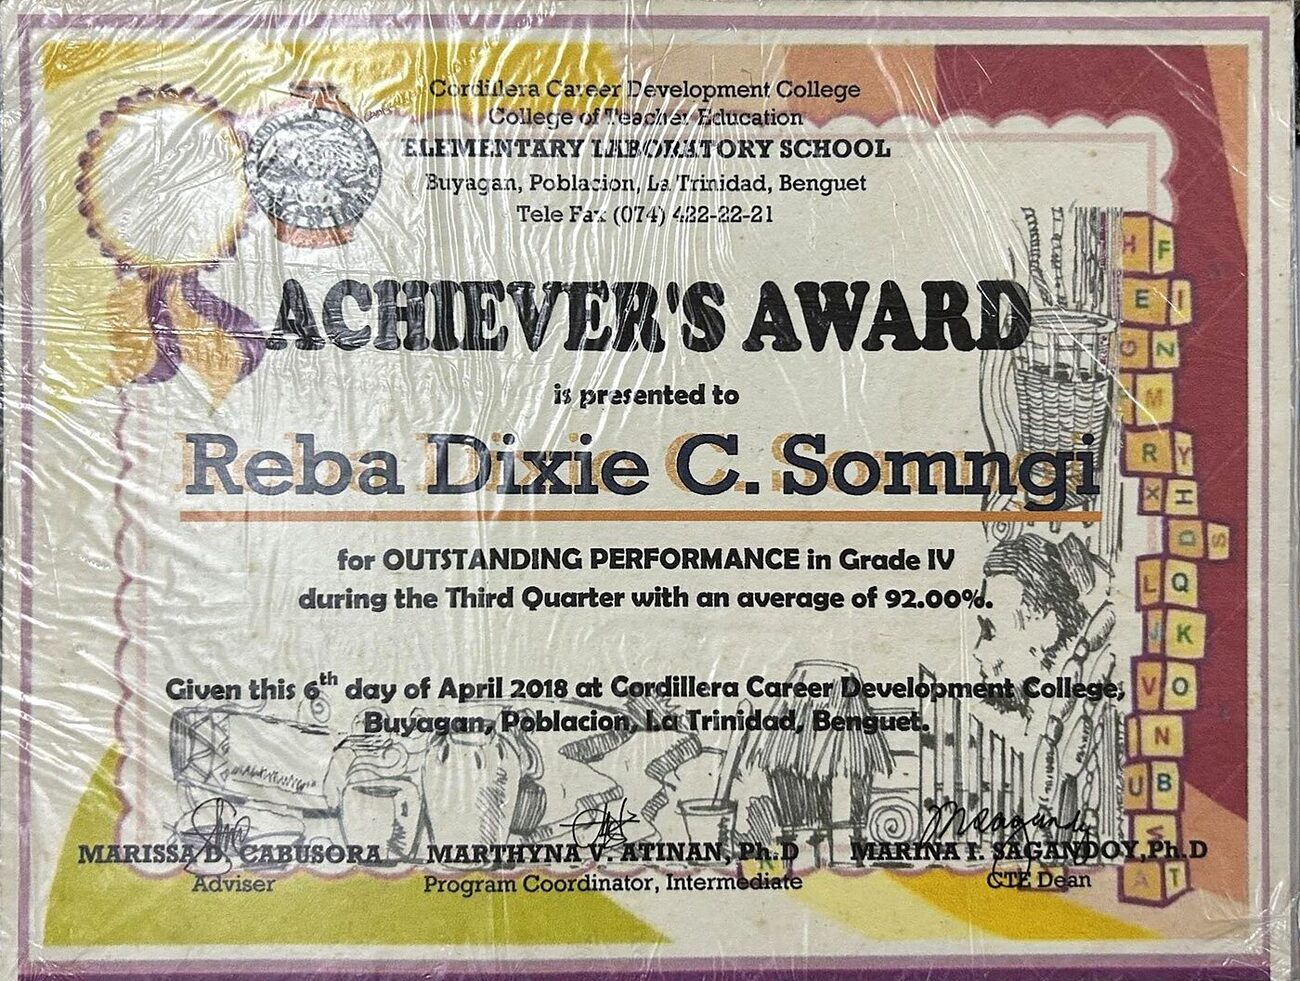 Cordillera Career Development College
College of Teacher Education
ELEMENTARY LABORATORY SCHOOL
Buyagan, Poblacion, La Trinidad, Benguet
Tele Fax (074) 422-22-21
ACHIEVER'S AWARD
is presented to
Reba Dixie C. Somngi
for OUTSTANDING PERFORMANCE in Grade IV
during the Third Quarter with an average of 92.00%.
Given this 6th day of April 2018 at Cordillera Career Development College,
Buyagan, Poblacion, La Trinidad, Benguet.
MARISSA D. CABUSORA
Adviser
MARTHYNA V. ATINAN, Ph.D
Program Coordinator, Intermediate
MARINA F. SAGANDOY,Ph.D
CTE Dean
H F
E I
G N
M
R Y
X H
D S
L Q
J K
V O
N
U B
S
A T